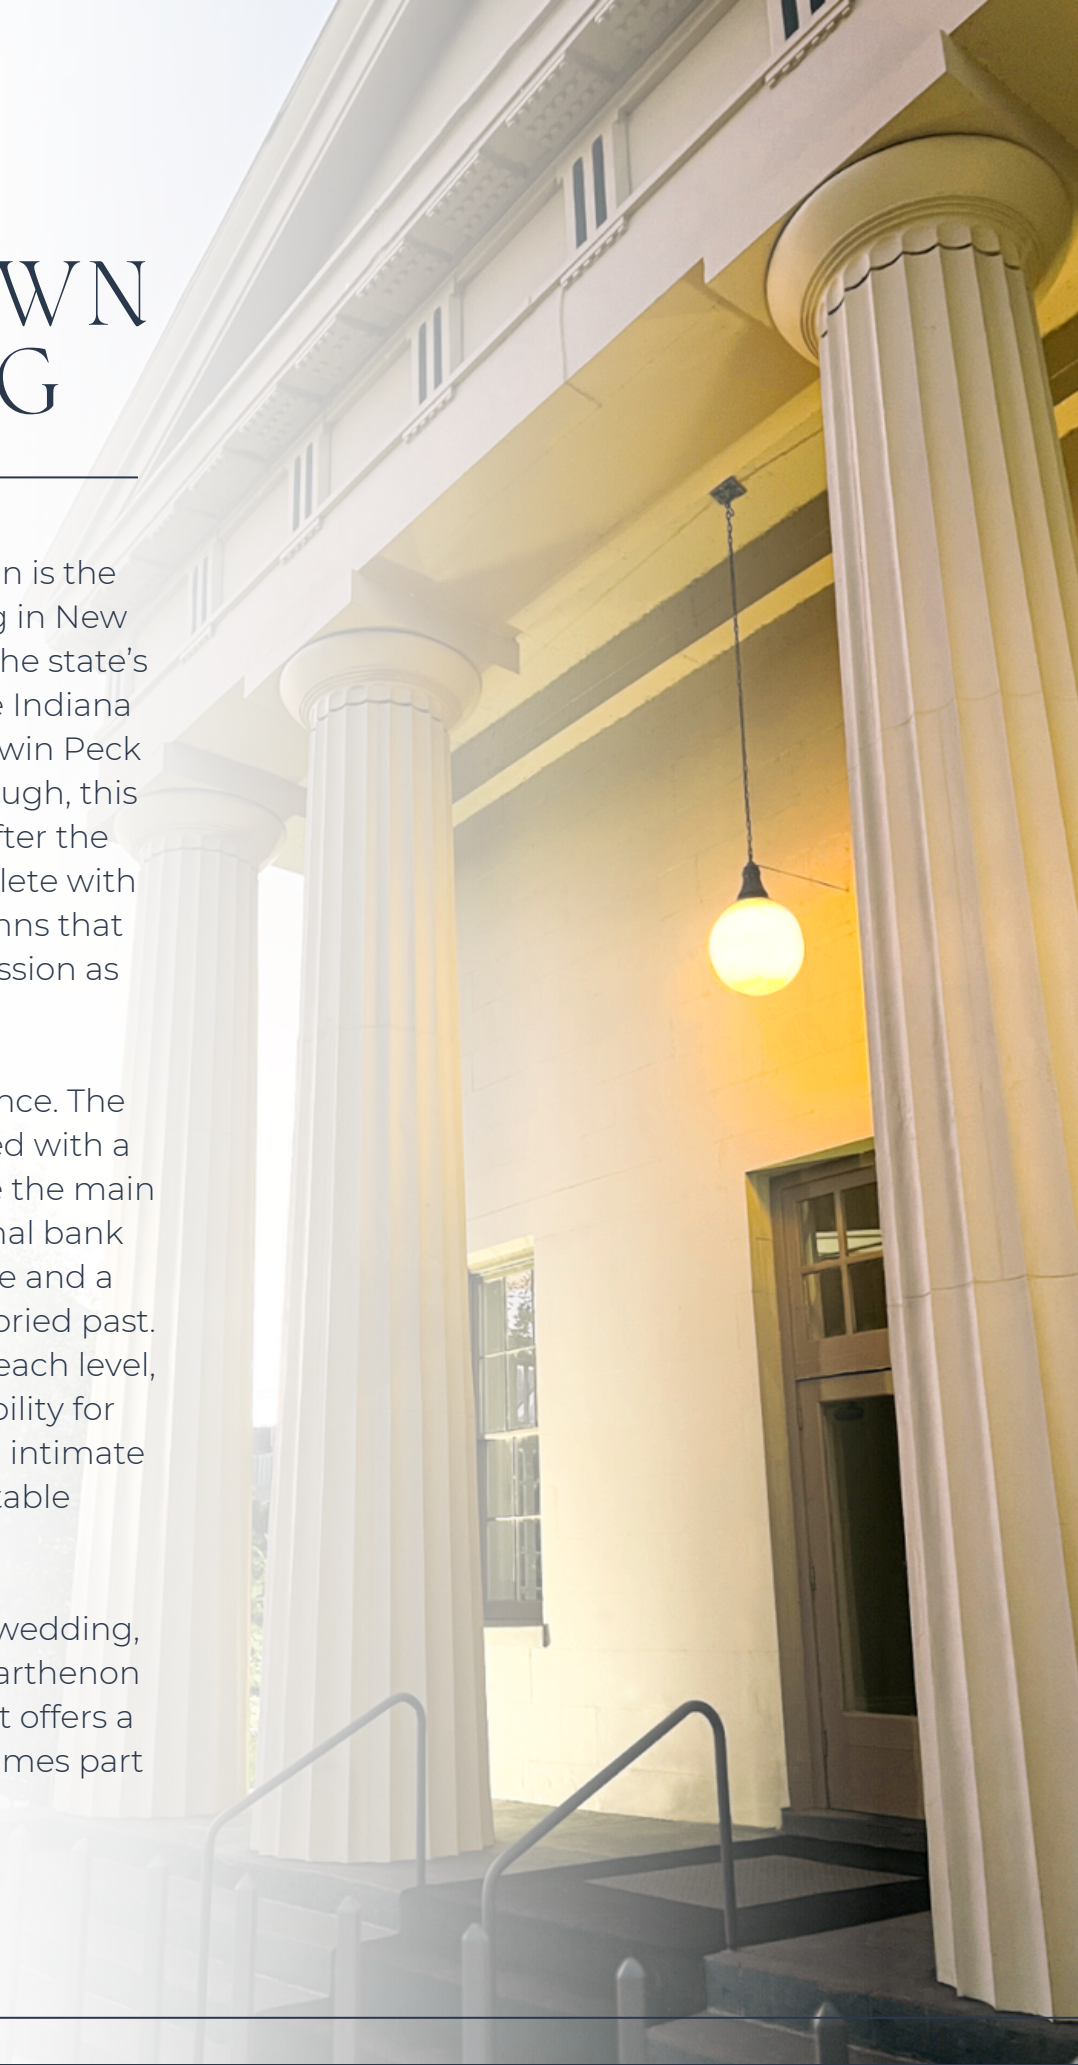 WN
G
n is the
g in New
he state's
e Indiana
win Peck
ugh, this
fter the
lete with
nns that
ssion as
nce. The
ed with a
e the main
nal bank
e and a
oried past.
each level,
bility for
intimate
table
wedding,
arthenon
t offers a
mes part